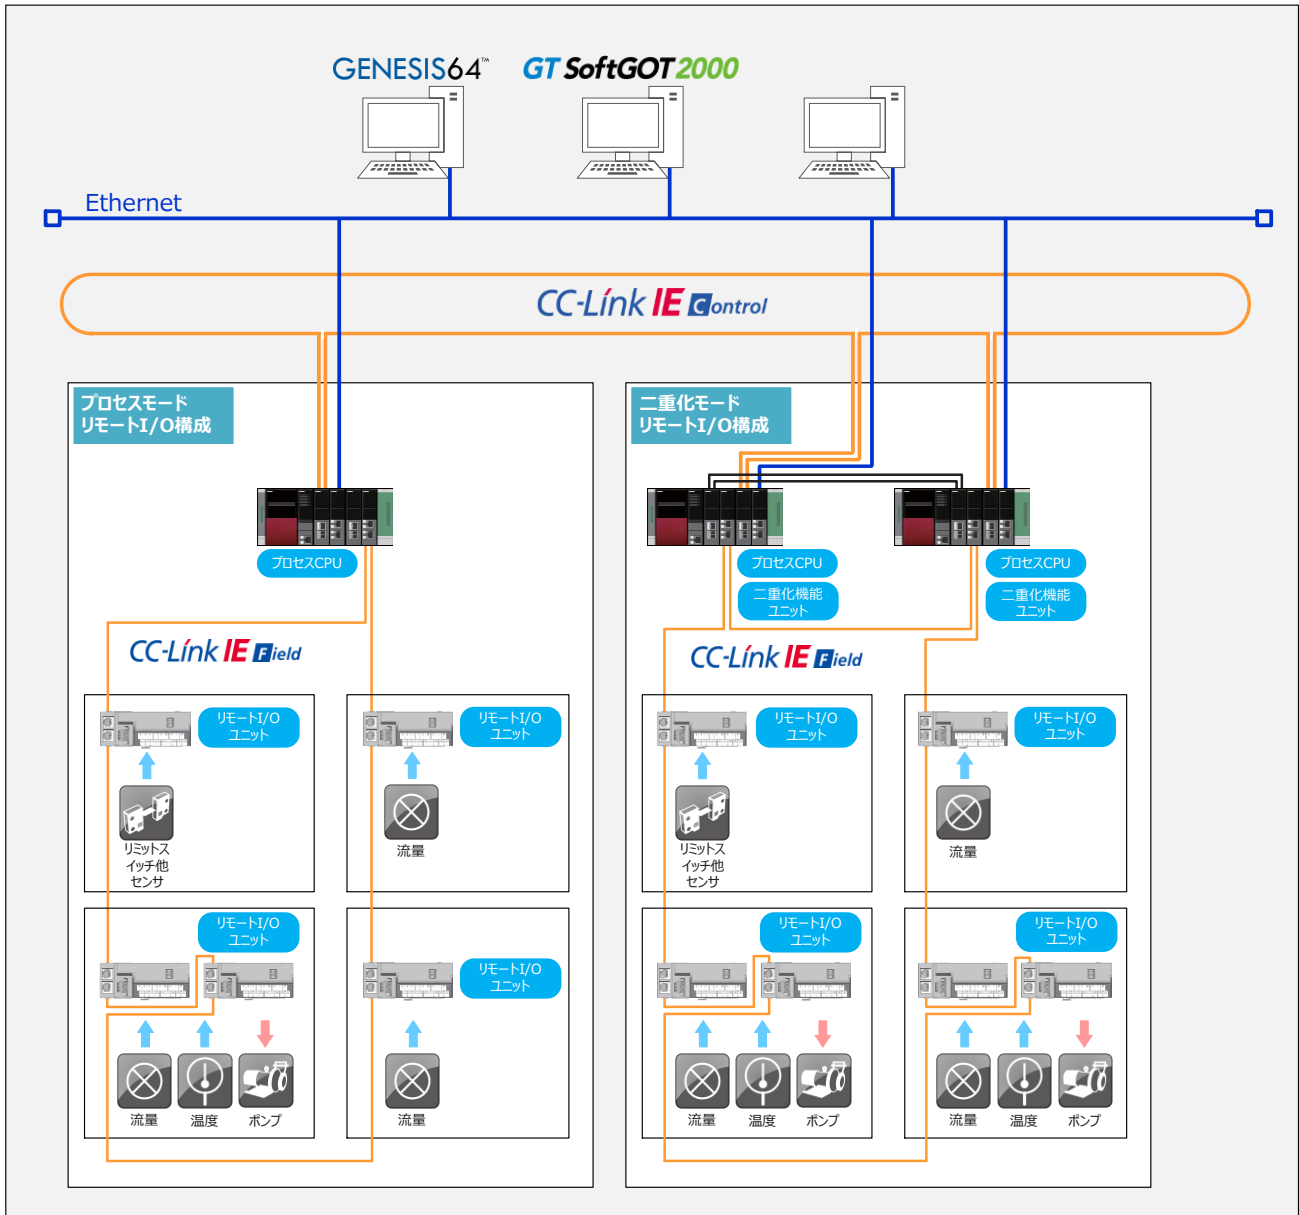 GENESIS64™
GT SoftGOT2000
Ethernet
CC-Link IE Control
プロセスモード
リモートI/O構成
二重化モード
リモートI/O構成
プロセスCPU
プロセスCPU
二重化機能
ユニット
プロセスCPU
二重化機能
ユニット
CC-Link IE Field
CC-Link IE Field
リモートI/O
ユニット
リミットス
イッチ他
センサ
リモートI/O
ユニット
流量
リモートI/O
ユニット
リミットス
イッチ他
センサ
リモートI/O
ユニット
流量
リモートI/O
ユニット
流量
温度
ポンプ
リモートI/O
ユニット
流量
リモートI/O
ユニット
流量
温度
ポンプ
リモートI/O
ユニット
流量
温度
ポンプ